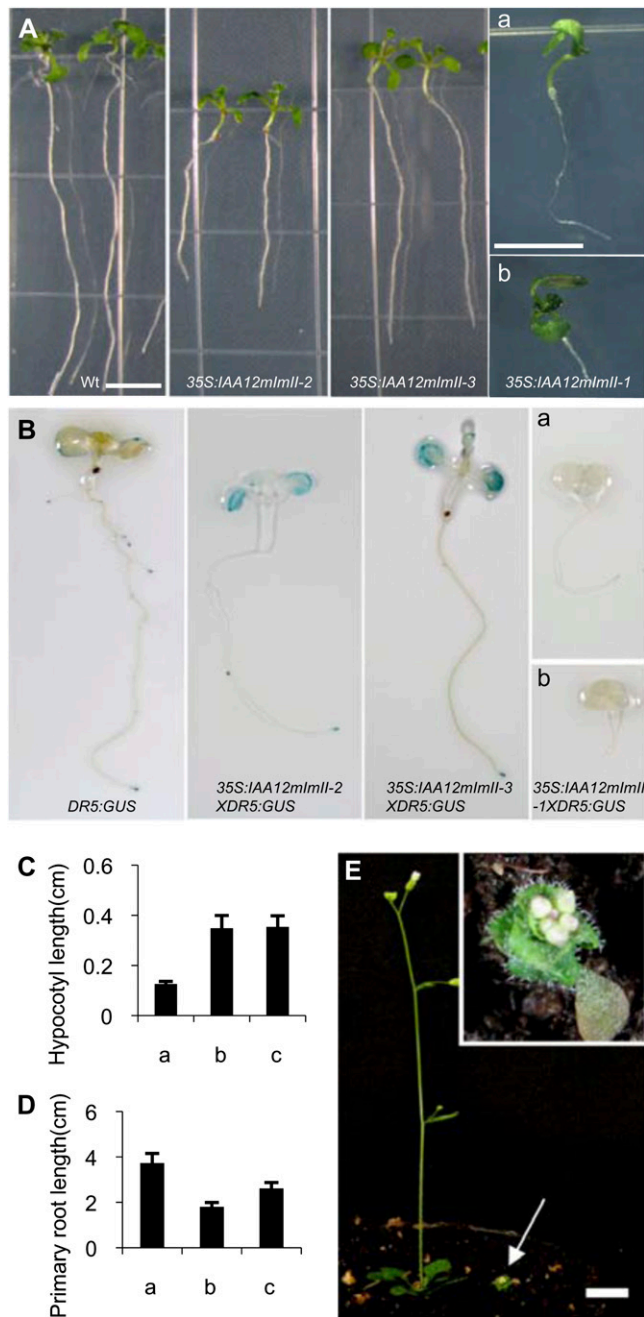 A
Wt
35S:IAA12mImII-2
35S:IAA12mImII-3
a
b
35S:IAA12mImII-1
B
DR5:GUS
35S:IAA12mImII-2
XDR5:GUS
35S:IAA12mImII-3
XDR5:GUS
a
b
35S:IAA12mImII
-1XDR5:GUS
C
Hypocotyl length(cm)
0.6
0.4
0.2
0
a b c
D
Primary root length(cm)
6
4
2
0
a b c
E